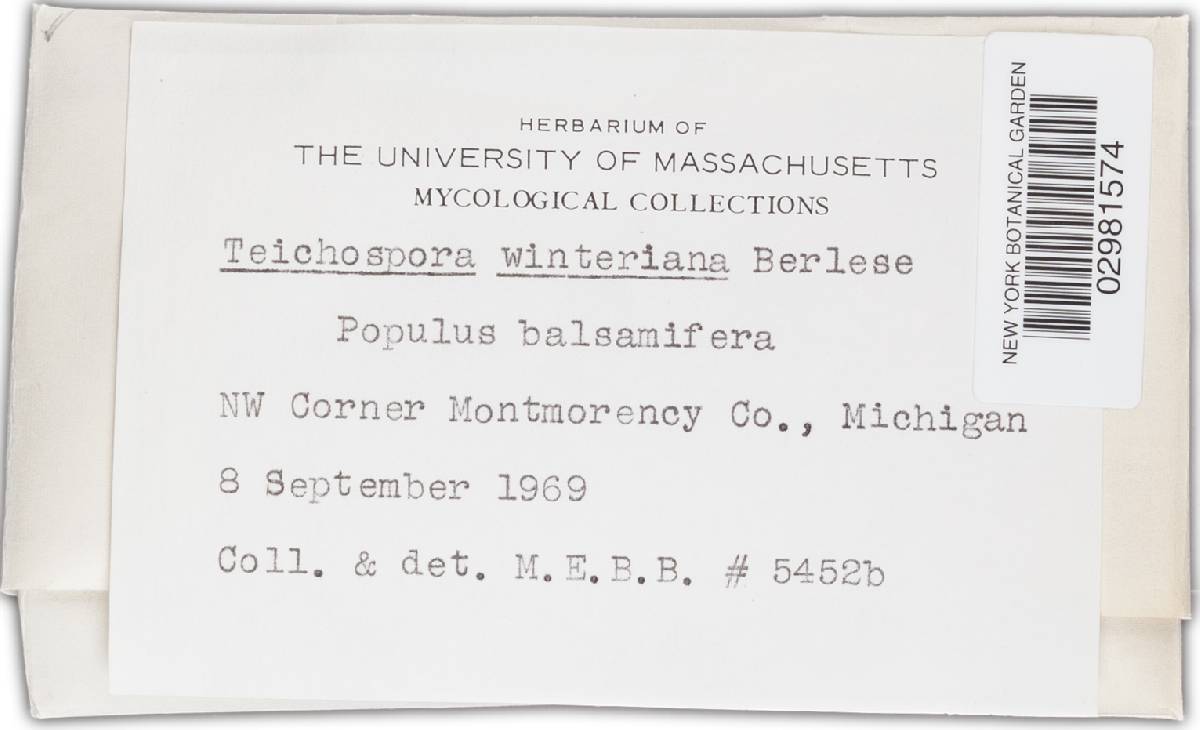 HERBARIUM OF
THE UNIVERSITY OF MASSACHUSETTS
MYCOLOGICAL COLLECTIONS
Teichospora winteriana Berlese
Populus balsamifera
NW Corner Montmorency Co., Michigan
8 September 1969
Coll. & det. M.E.B.B. # 5452b
NEW YORK BOTANICAL GARDEN
02981574